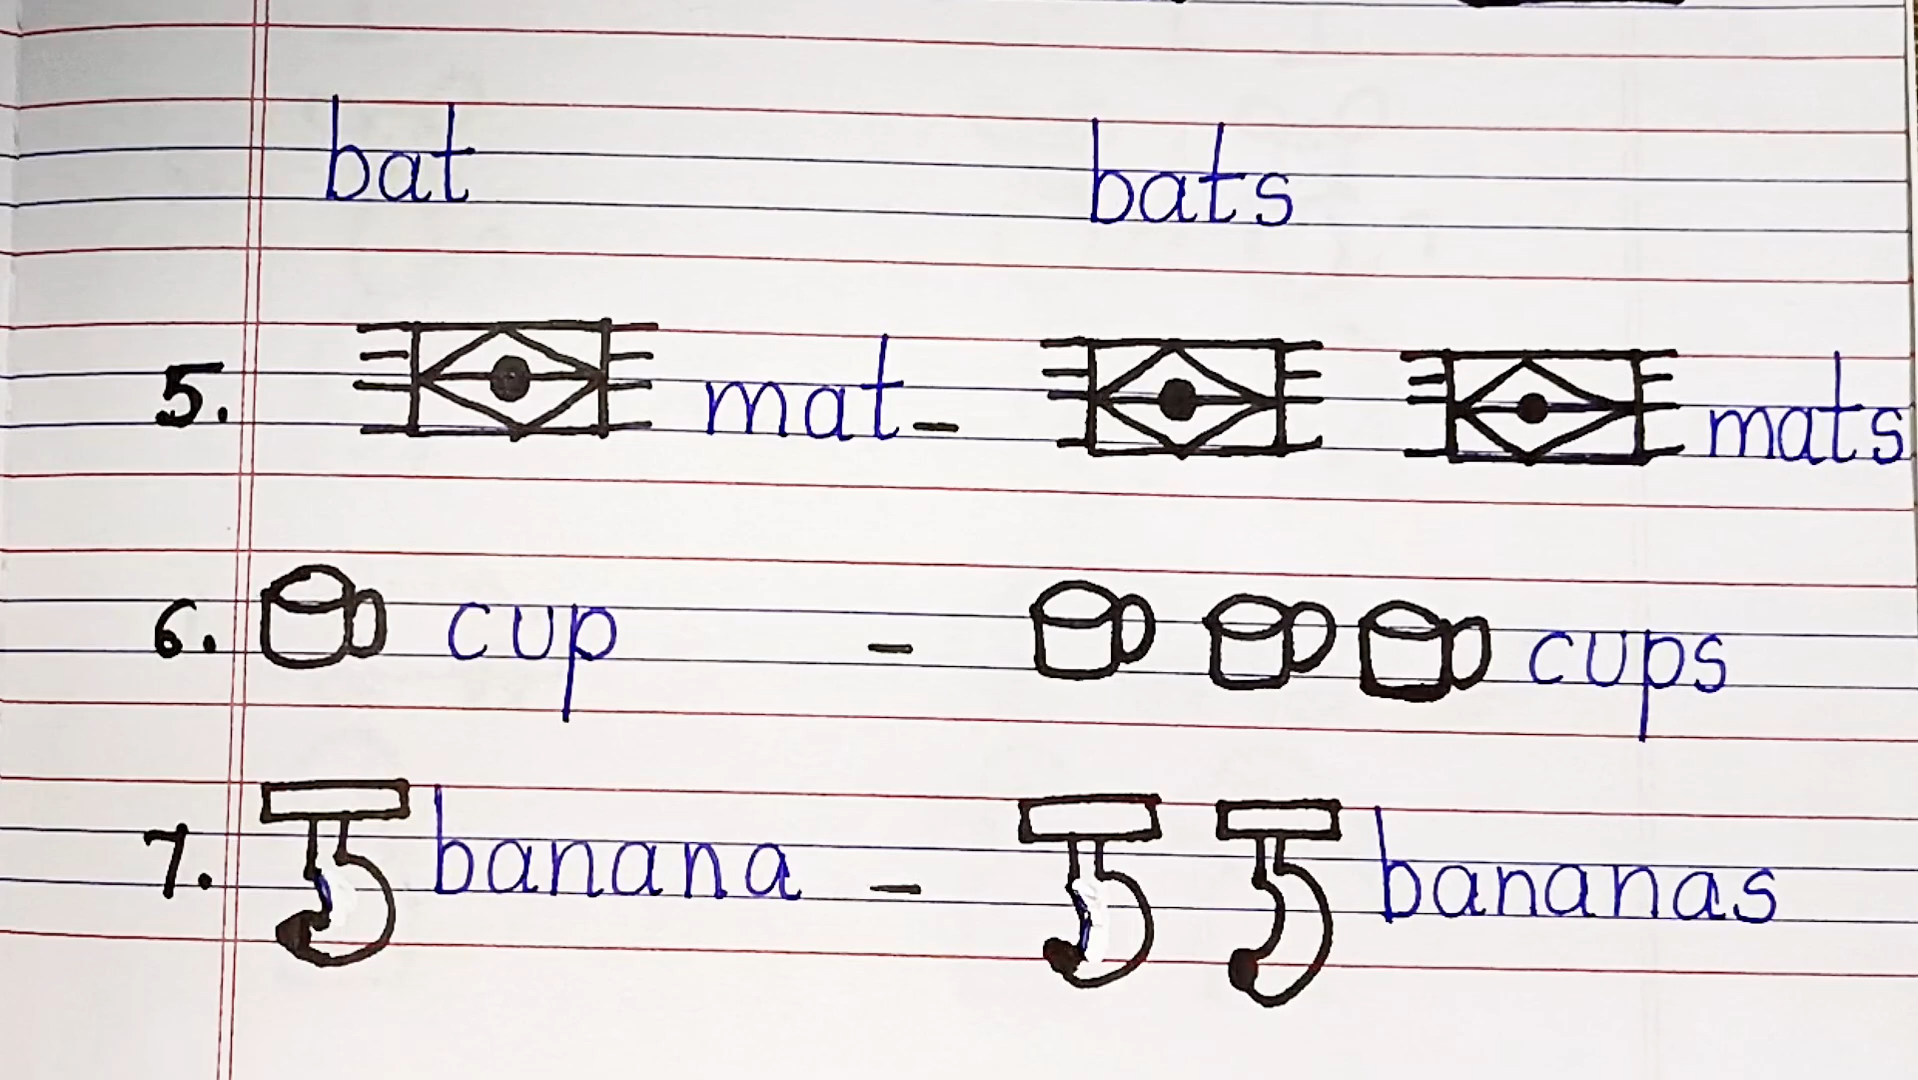 bat bats
5. mat - mats
6. cup - cups
7. banana - bananas